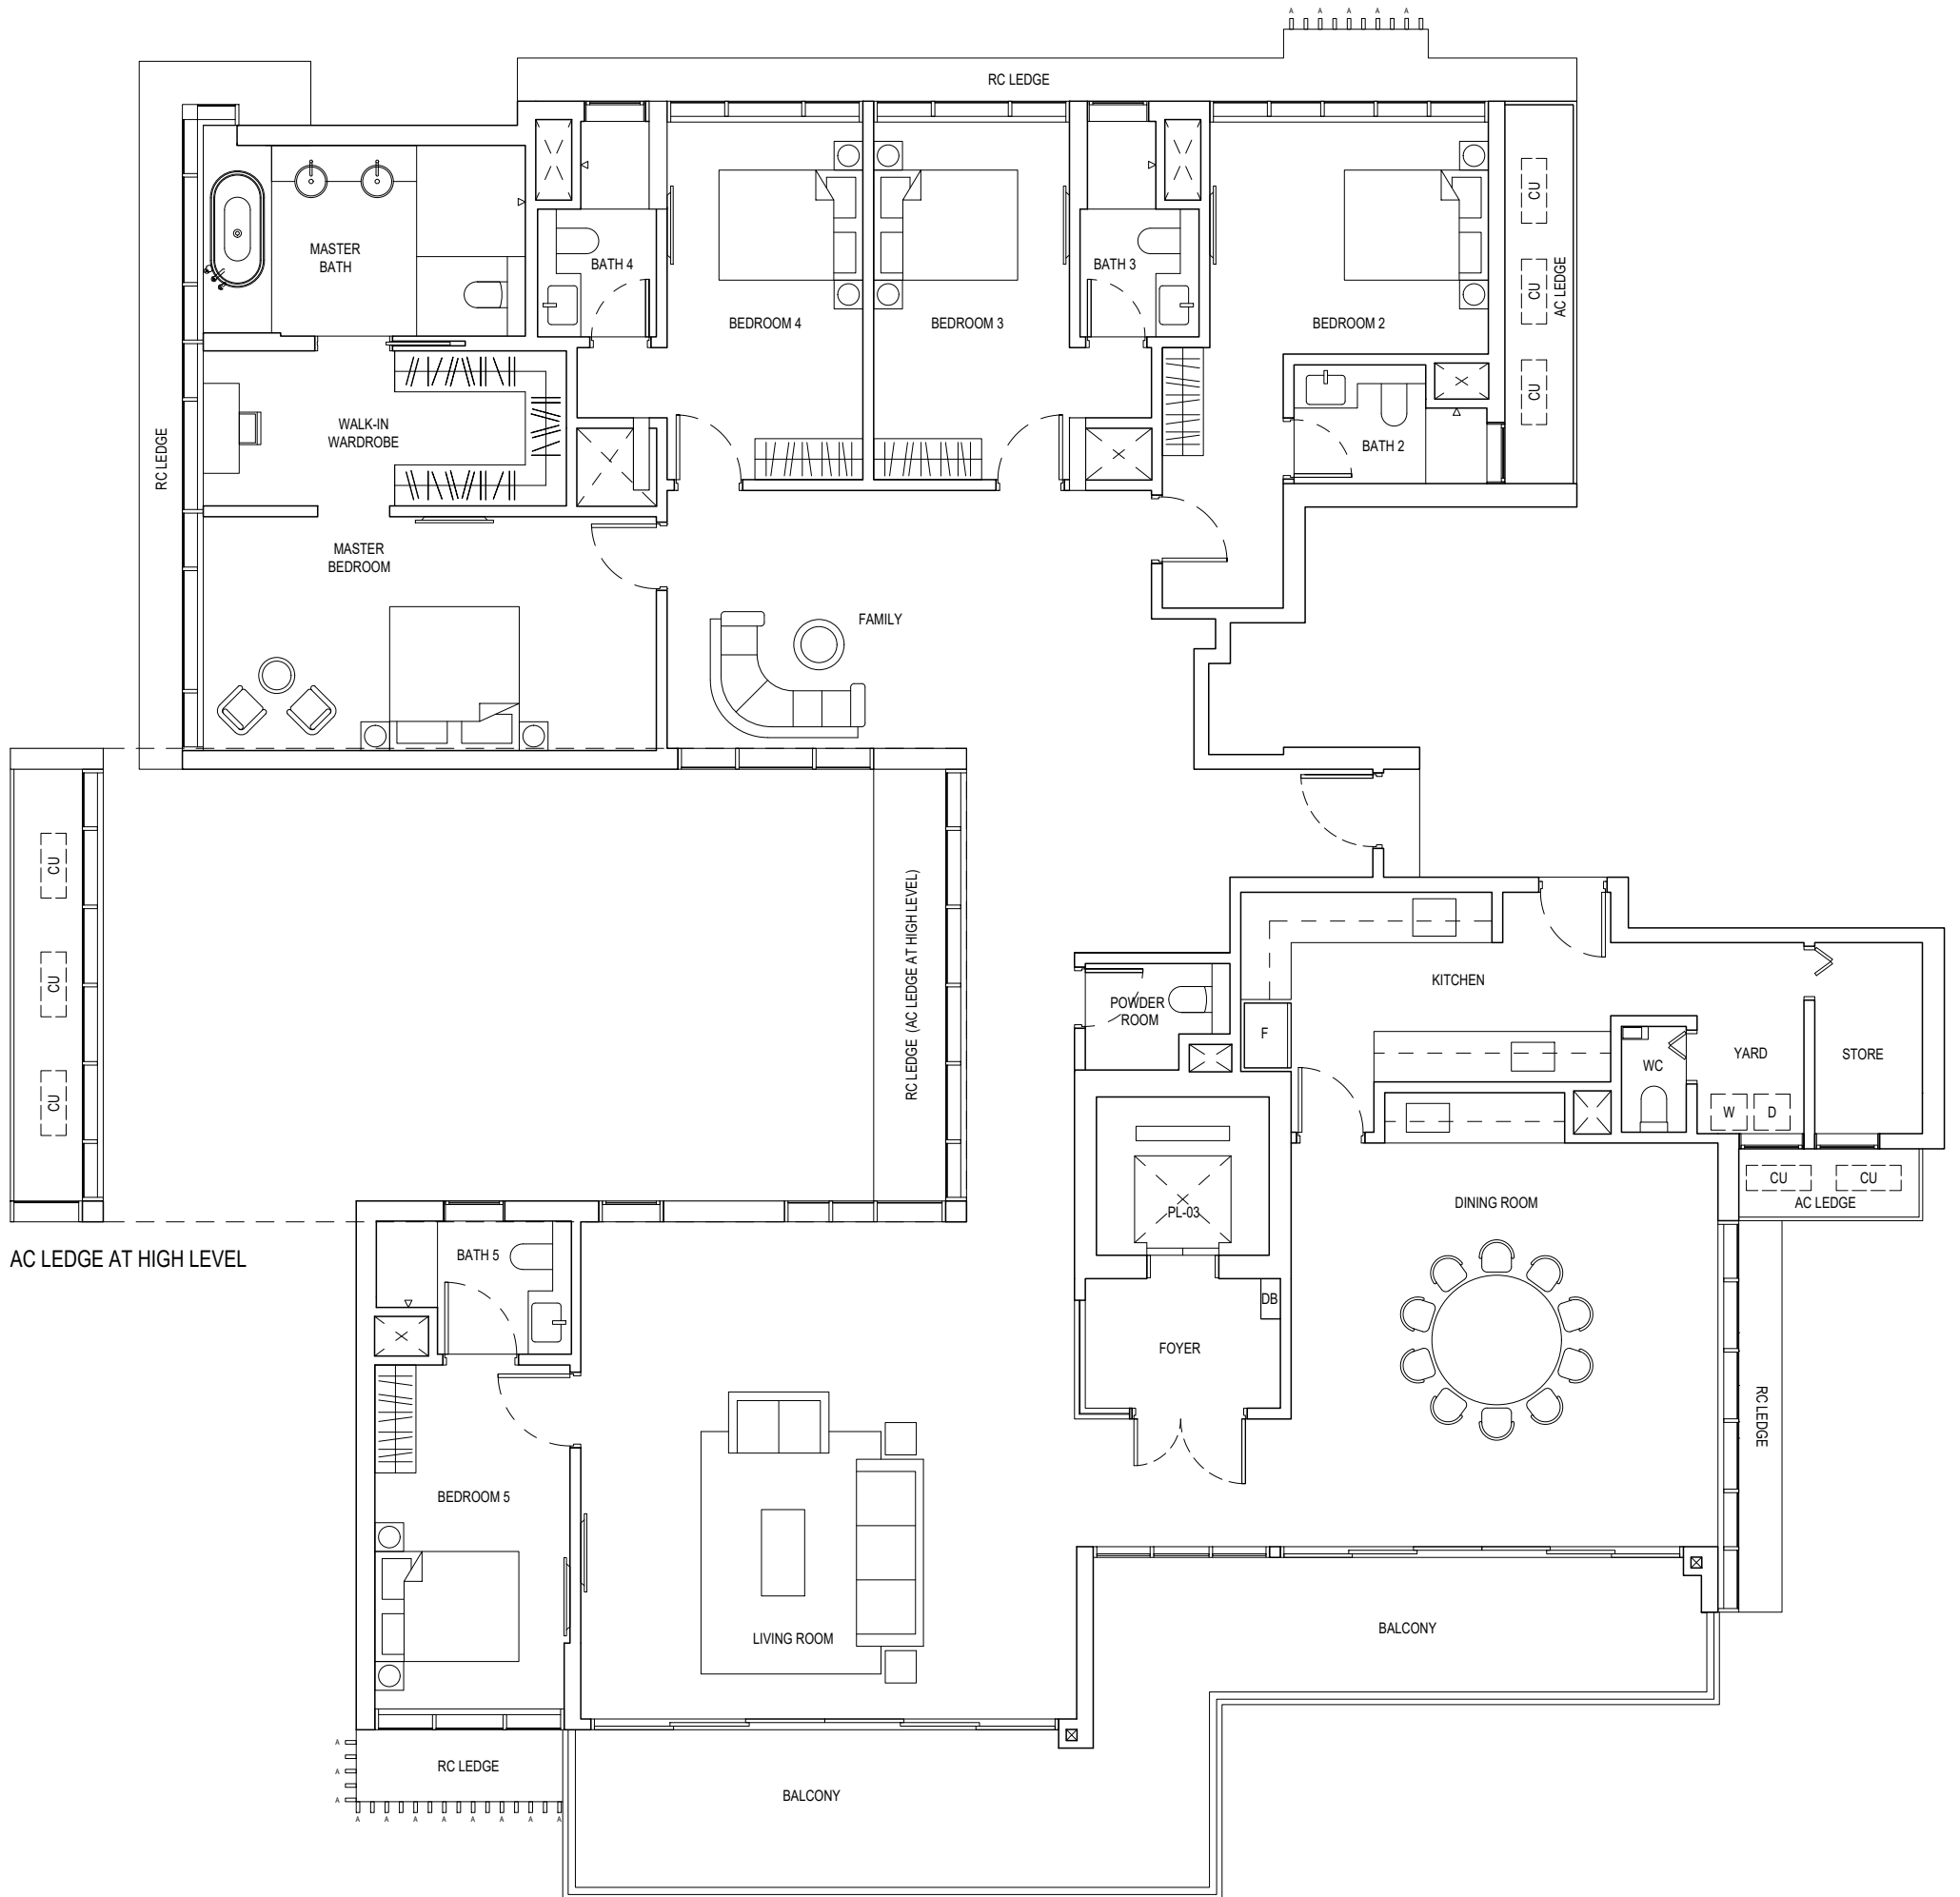 A A A A A
RC LEDGE
MASTER
BATH
BATH 4
BATH 3
CU
CU
CU
AC LEDGE
BEDROOM 4
BEDROOM 3
BEDROOM 2
WALK-IN
WARDROBE
RC LEDGE
BATH 2
MASTER
BEDROOM
FAMILY
CU
CU
CU
RC LEDGE (AC LEDGE AT HIGH LEVEL)
KITCHEN
POWDER
ROOM
F
WC
YARD
STORE
W
D
CU
CU
AC LEDGE
PL-03
DINING ROOM
AC LEDGE AT HIGH LEVEL
BATH 5
DB
FOYER
RC LEDGE
BEDROOM 5
LIVING ROOM
BALCONY
A
A
A
RC LEDGE
BALCONY
A A A A A A A A